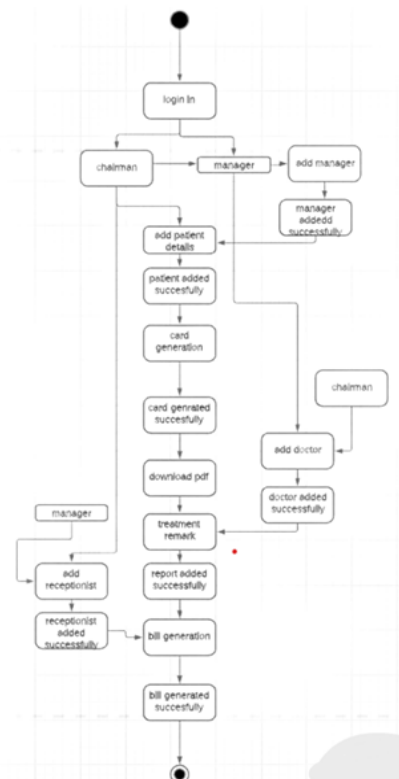 login In
chairman
manager
add manager
manager
addedd
successfully
add patient
details
patient added
succesfully
card
generation
chairman
card genrated
succesfully
add doctor
download pdf
doctor added
successfully
manager
treatment
remark
add
receptionist
report added
successfully
receptionist
added
successfully
bill generation
bill generated
succesfully